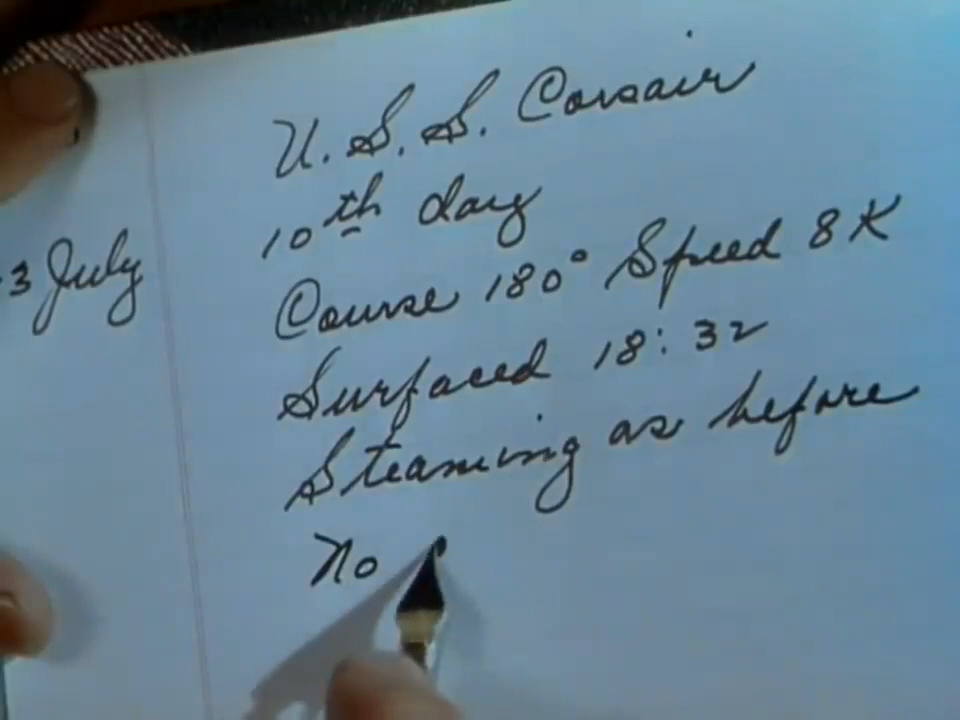 U.S.S. Corsair
10th day
3 July
Course 180° Speed 8K
Surfaced 18:32
Steaming as before
No